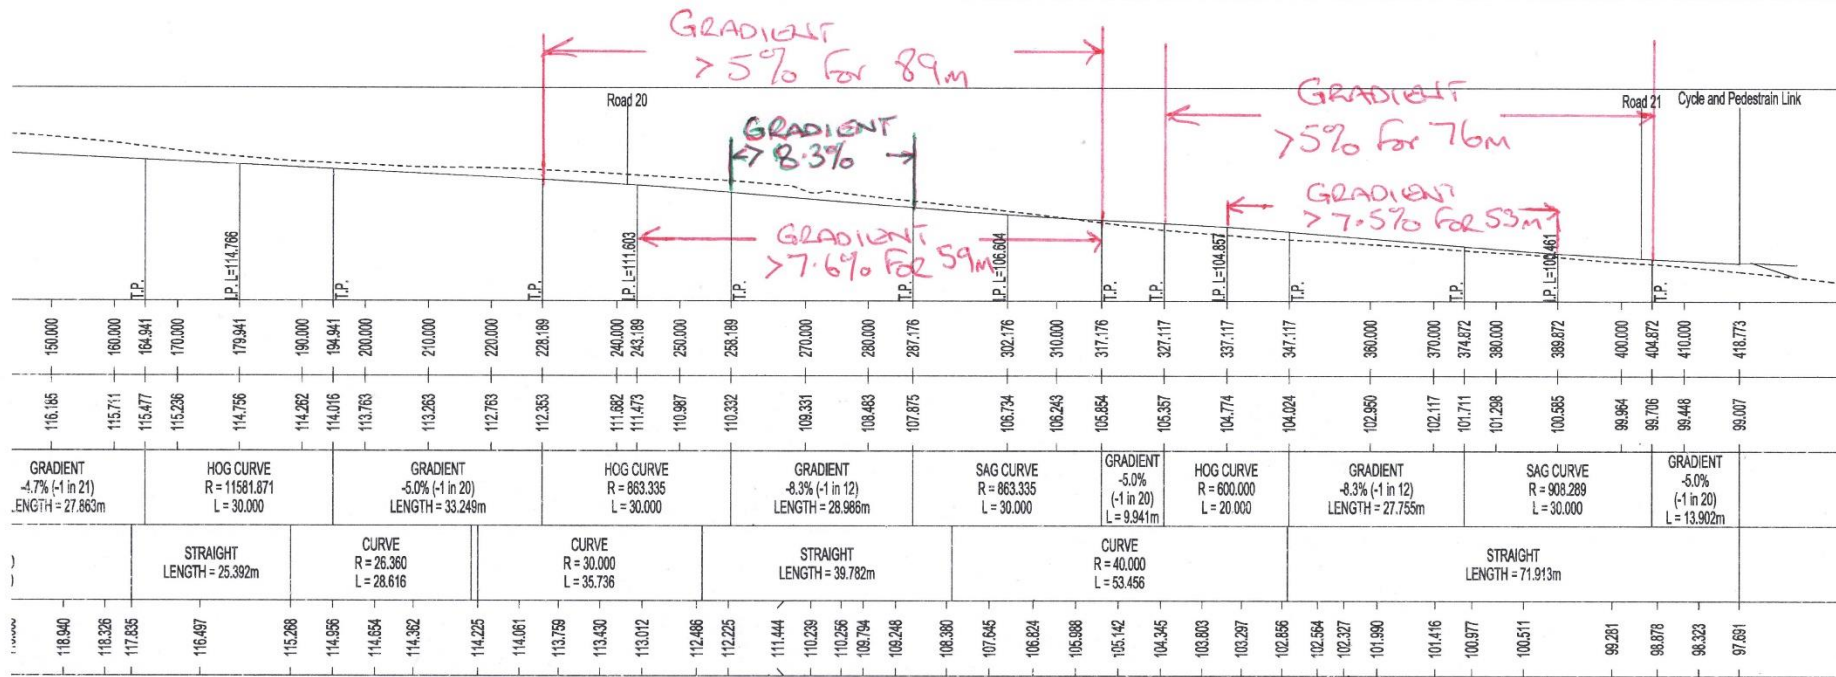 GRADIENT
> 5% For 89m
GRADIENT
> 5% For 76m
Road 20
Road 21
Cycle and Pedestrain Link
GRADIENT
> 8.3%
GRADIENT
> 7.5% FOR 53m
GRADIENT
> 7.6% FOR 59m
T.P.
I.P. L=114.766
T.P.
T.P.
I.P. L=111.603
T.P.
T.P.
I.P. L=106.604
T.P.
T.P.
I.P. L=104.857
T.P.
T.P.
I.P. L=100.461
T.P.
150.000 160.000 164.941 170.000 179.941 190.000 194.941 200.000 210.000 220.000 228.189 240.000 243.189 250.000 258.189 270.000 280.000 287.176 302.176 310.000 317.176 327.117 337.117 347.117 360.000 370.000 374.872 380.000 389.872 400.000 404.872 410.000 418.773
116.185 115.711 115.477 115.236 114.756 114.262 114.016 113.763 113.263 112.763 112.353 111.682 111.473 110.987 110.332 109.331 108.483 107.875 106.734 106.243 105.854 105.357 104.774 104.024 102.950 102.117 101.711 101.298 100.585 99.964 99.706 99.448 99.007
GRADIENT
-4.7% (-1 in 21)
LENGTH = 27.863m
HOG CURVE
R = 11581.871
L = 30.000
GRADIENT
-5.0% (-1 in 20)
LENGTH = 33.249m
HOG CURVE
R = 863.335
L = 30.000
GRADIENT
-8.3% (-1 in 12)
LENGTH = 28.986m
SAG CURVE
R = 863.335
L = 30.000
GRADIENT
-5.0%
(-1 in 20)
L = 9.941m
HOG CURVE
R = 600.000
L = 20.000
GRADIENT
-8.3% (-1 in 12)
LENGTH = 27.755m
SAG CURVE
R = 908.289
L = 30.000
GRADIENT
-5.0%
(-1 in 20)
L = 13.902m
)
)
STRAIGHT
LENGTH = 25.392m
CURVE
R = 26.360
L = 28.616
CURVE
R = 30.000
L = 35.736
STRAIGHT
LENGTH = 39.782m
CURVE
R = 40.000
L = 53.456
STRAIGHT
LENGTH = 71.913m
118.940 118.326 117.835 116.497 115.268 114.956 114.654 114.362 114.225 114.061 113.759 113.430 113.012 112.486 112.225 111.444 110.239 110.256 109.794 109.248 108.380 107.645 106.824 105.988 105.142 104.345 103.803 103.297 102.856 102.564 102.327 101.990 101.416 100.977 100.511 99.281 98.878 98.323 97.691